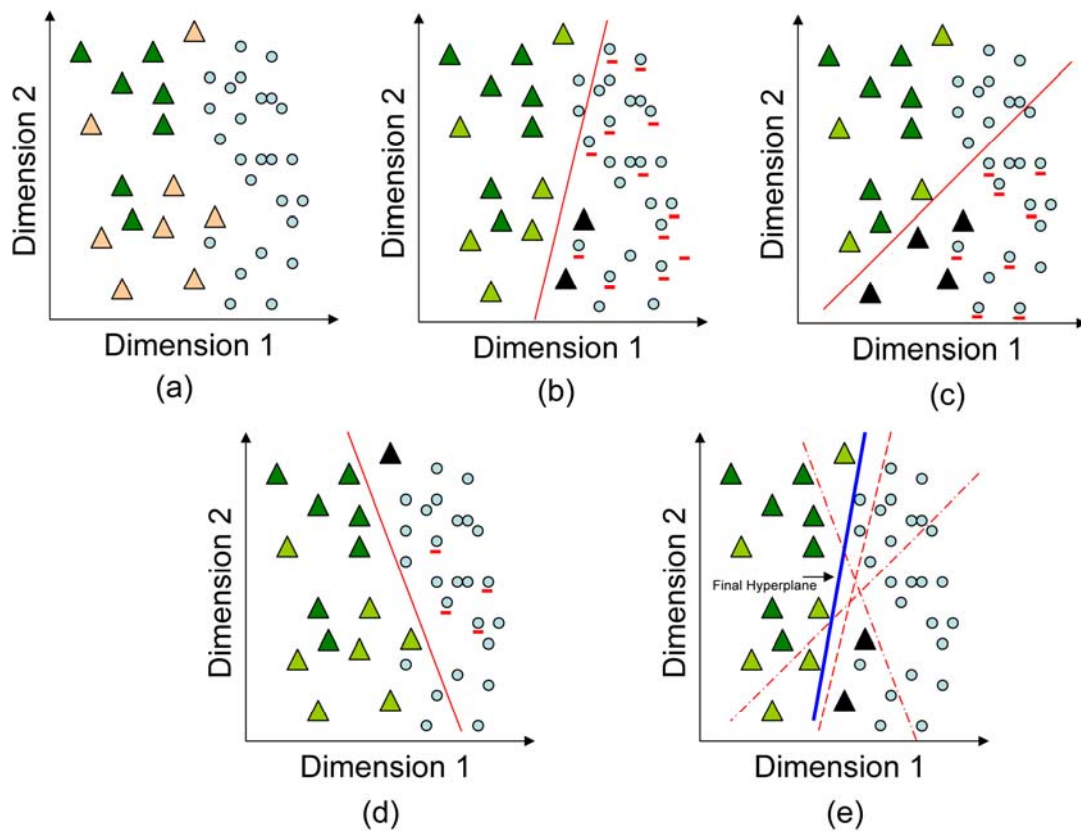 Dimension 2
Dimension 1
(a)
Dimension 2
Dimension 1
(b)
Dimension 2
Dimension 1
(c)
Dimension 2
Dimension 1
(d)
Dimension 2
Final Hyperplane
Dimension 1
(e)